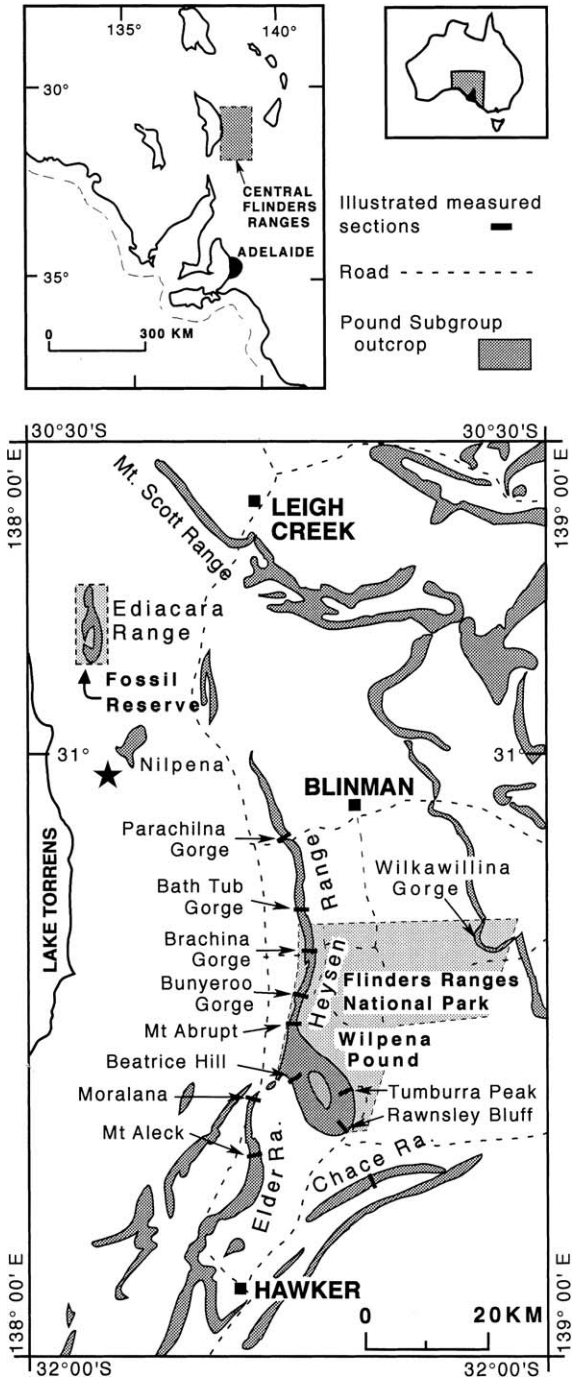 135°
140°
30°
CENTRAL
FLINDERS
RANGES
ADELAIDE
35°
0 300 KM
Illustrated measured
sections
Road
Pound Subgroup
outcrop
30°30'S
30°30'S
138° 00' E
139° 00' E
Mt. Scott Range
LEIGH
CREEK
Ediacara
Range
Fossil
Reserve
31°
31°
Nilpena
BLINMAN
LAKE TORRENS
Parachilna
Gorge
Heysen Range
Wilkawillina
Gorge
Bath Tub
Gorge
Brachina
Gorge
Flinders Ranges
National Park
Bunyeroo
Gorge
Mt Abrupt
Wilpena
Pound
Beatrice Hill
Moralana
Tumburra Peak
Rawnsley Bluff
Mt Aleck
Elder Ra.
Chace Ra.
HAWKER
0 20KM
138° 00' E
139° 00' E
32°00'S
32°00'S